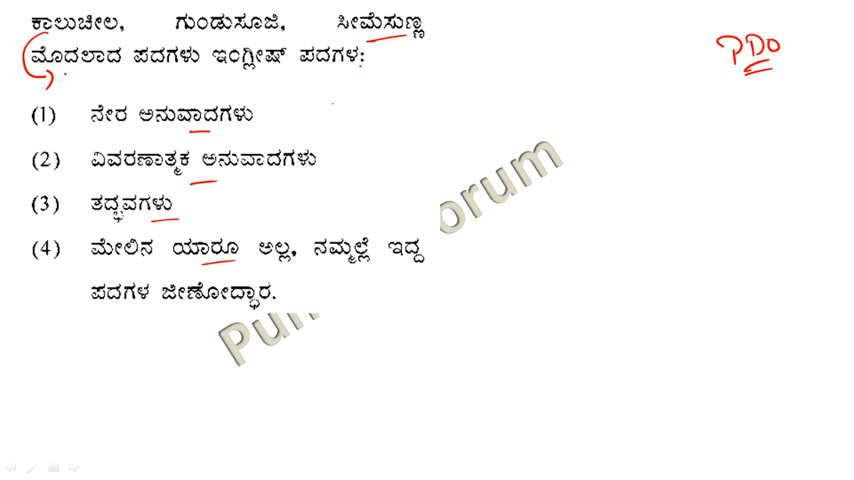 ಕಾಲುಚೀಲ, ಗುಂಡುಸೂಜಿ, ಸೀಮೆಸುಣ್ಣ
PDO
ಮೊದಲಾದ ಪದಗಳು ಇಂಗ್ಲೀಷ್ ಪದಗಳ:
(1) ನೇರ ಅನುವಾದಗಳು
(2) ವಿವರಣಾತ್ಮಕ ಅನುವಾದಗಳು
(3) ತದ್ಭವಗಳು
(4) ಮೇಲಿನ ಯಾರೂ ಅಲ್ಲ, ನಮ್ಮಲ್ಲೆ ಇದ್ದ
ಪದಗಳ ಜೀರ್ಣೋದ್ಧಾರ.